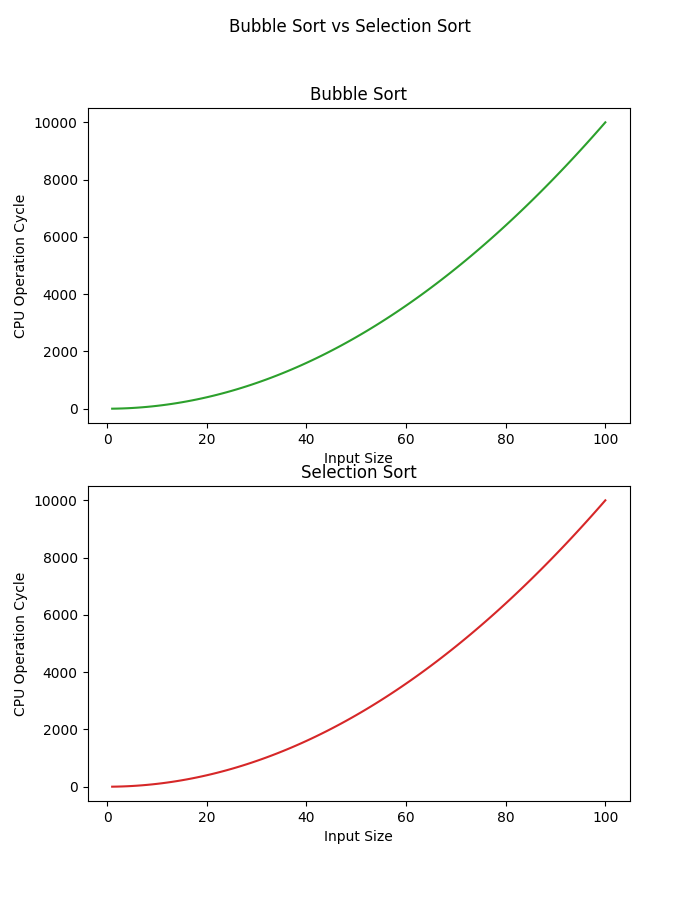 Bubble Sort vs Selection Sort
Bubble Sort
10000
8000
6000
4000
2000
0
CPU Operation Cycle
0 20 40 60 80 100
Input Size
Selection Sort
10000
8000
6000
4000
2000
0
CPU Operation Cycle
0 20 40 60 80 100
Input Size